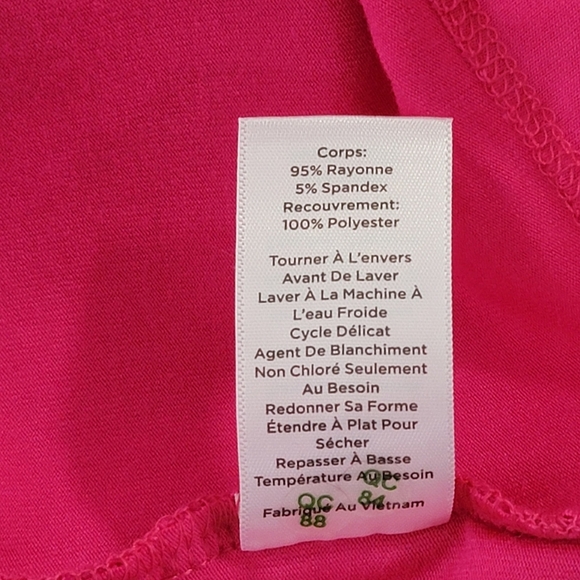 Corps:
95% Rayonne
5% Spandex
Recouvrement:
100% Polyester
Tourner À L'envers
Avant De Laver
Laver À La Machine À
L'eau Froide
Cycle Délicat
Agent De Blanchiment
Non Chloré Seulement
Au Besoin
Redonner Sa Forme
Étendre À Plat Pour
Sécher
Repasser À Basse
Température Au Besoin
QC
84
Fabriqué Au Vietnam
QC
88